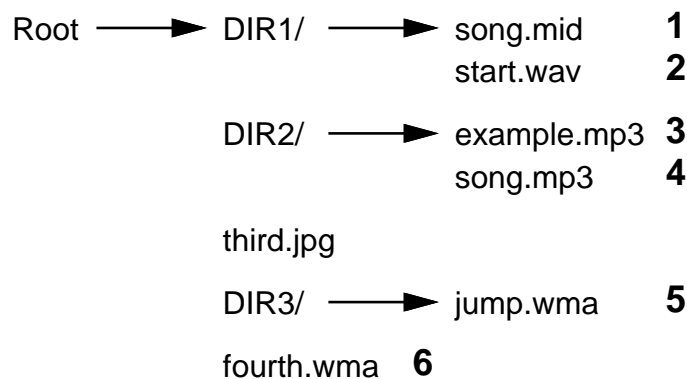 Root DIR1/ song.mid 1
start.wav 2
DIR2/ example.mp3 3
song.mp3 4
third.jpg
DIR3/ jump.wma 5
fourth.wma 6